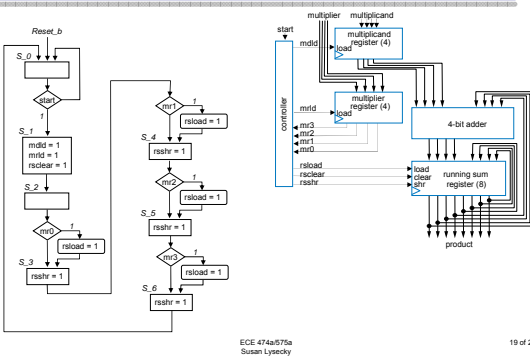 Reset_b
S_0
start
1
S_1
mdld = 1
mrld = 1
rsclear = 1
S_2
mr0
1
rsload = 1
S_3
rsshr = 1
mr1
1
rsload = 1
S_4
rsshr = 1
mr2
1
rsload = 1
S_5
rsshr = 1
mr3
1
rsload = 1
S_6
rsshr = 1
multiplier
multiplicand
start
controller
mdld
multiplicand
register (4)
load
mrld
multiplier
register (4)
load
mr3
mr2
mr1
mr0
4-bit adder
rsload
rsclear
rsshr
load
clear
shr
running sum
register (8)
product
ECE 474a/575a
Susan Lysecky
19 of 2